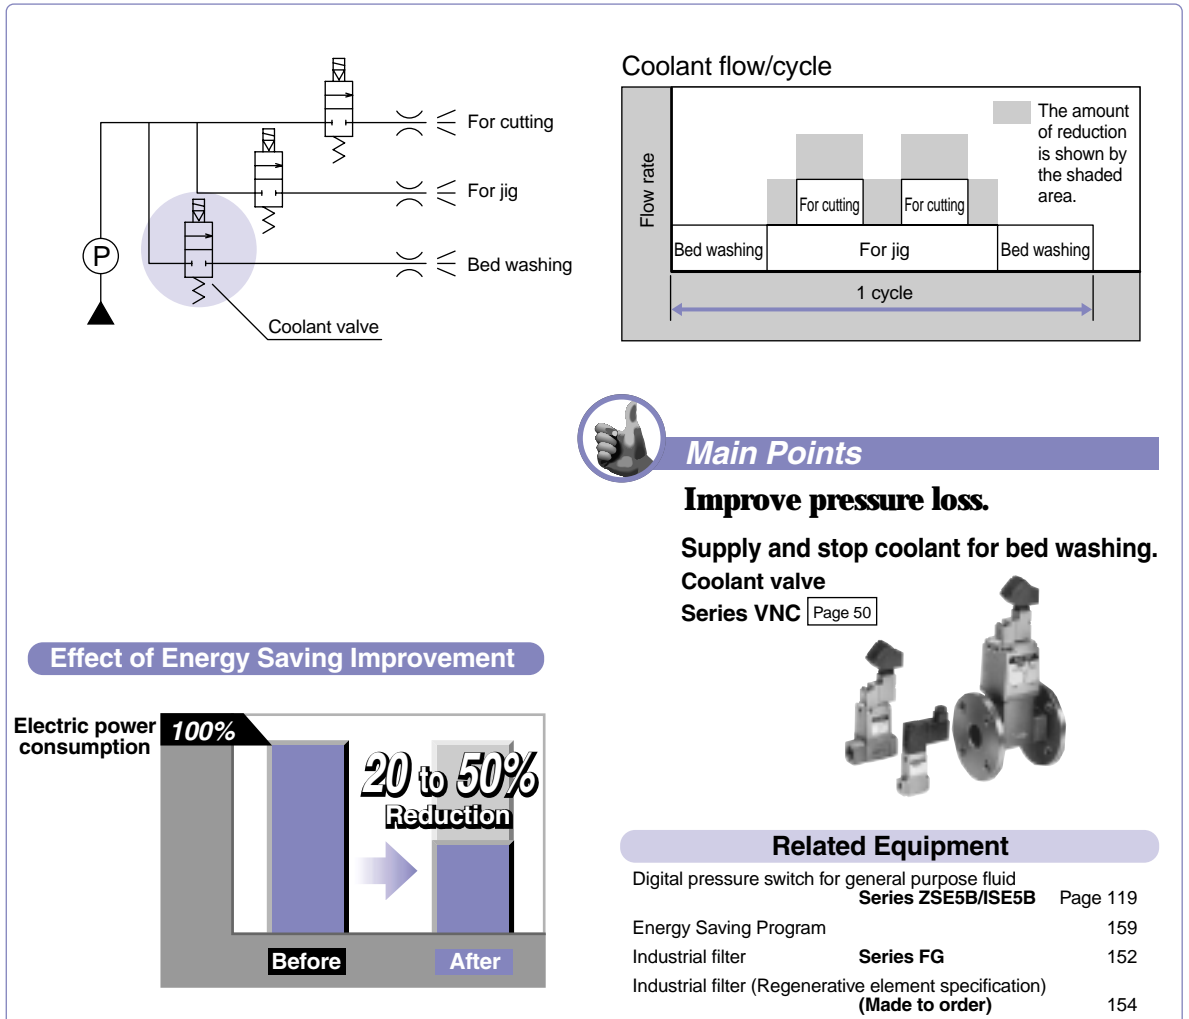 For cutting
For jig
P
Bed washing
Coolant valve
Coolant flow/cycle
The amount
of reduction
is shown by
the shaded
area.
Flow rate
For cutting
For cutting
Bed washing
For jig
Bed washing
1 cycle
Main Points
Improve pressure loss.
Supply and stop coolant for bed washing.
Coolant valve
Series VNC Page 50
Effect of Energy Saving Improvement
Electric power
consumption
100%
20 to 50%
Reduction
Before
After
Related Equipment
Digital pressure switch for general purpose fluid
Series ZSE5B/ISE5B Page 119
Energy Saving Program 159
Industrial filter Series FG 152
Industrial filter (Regenerative element specification)
(Made to order) 154